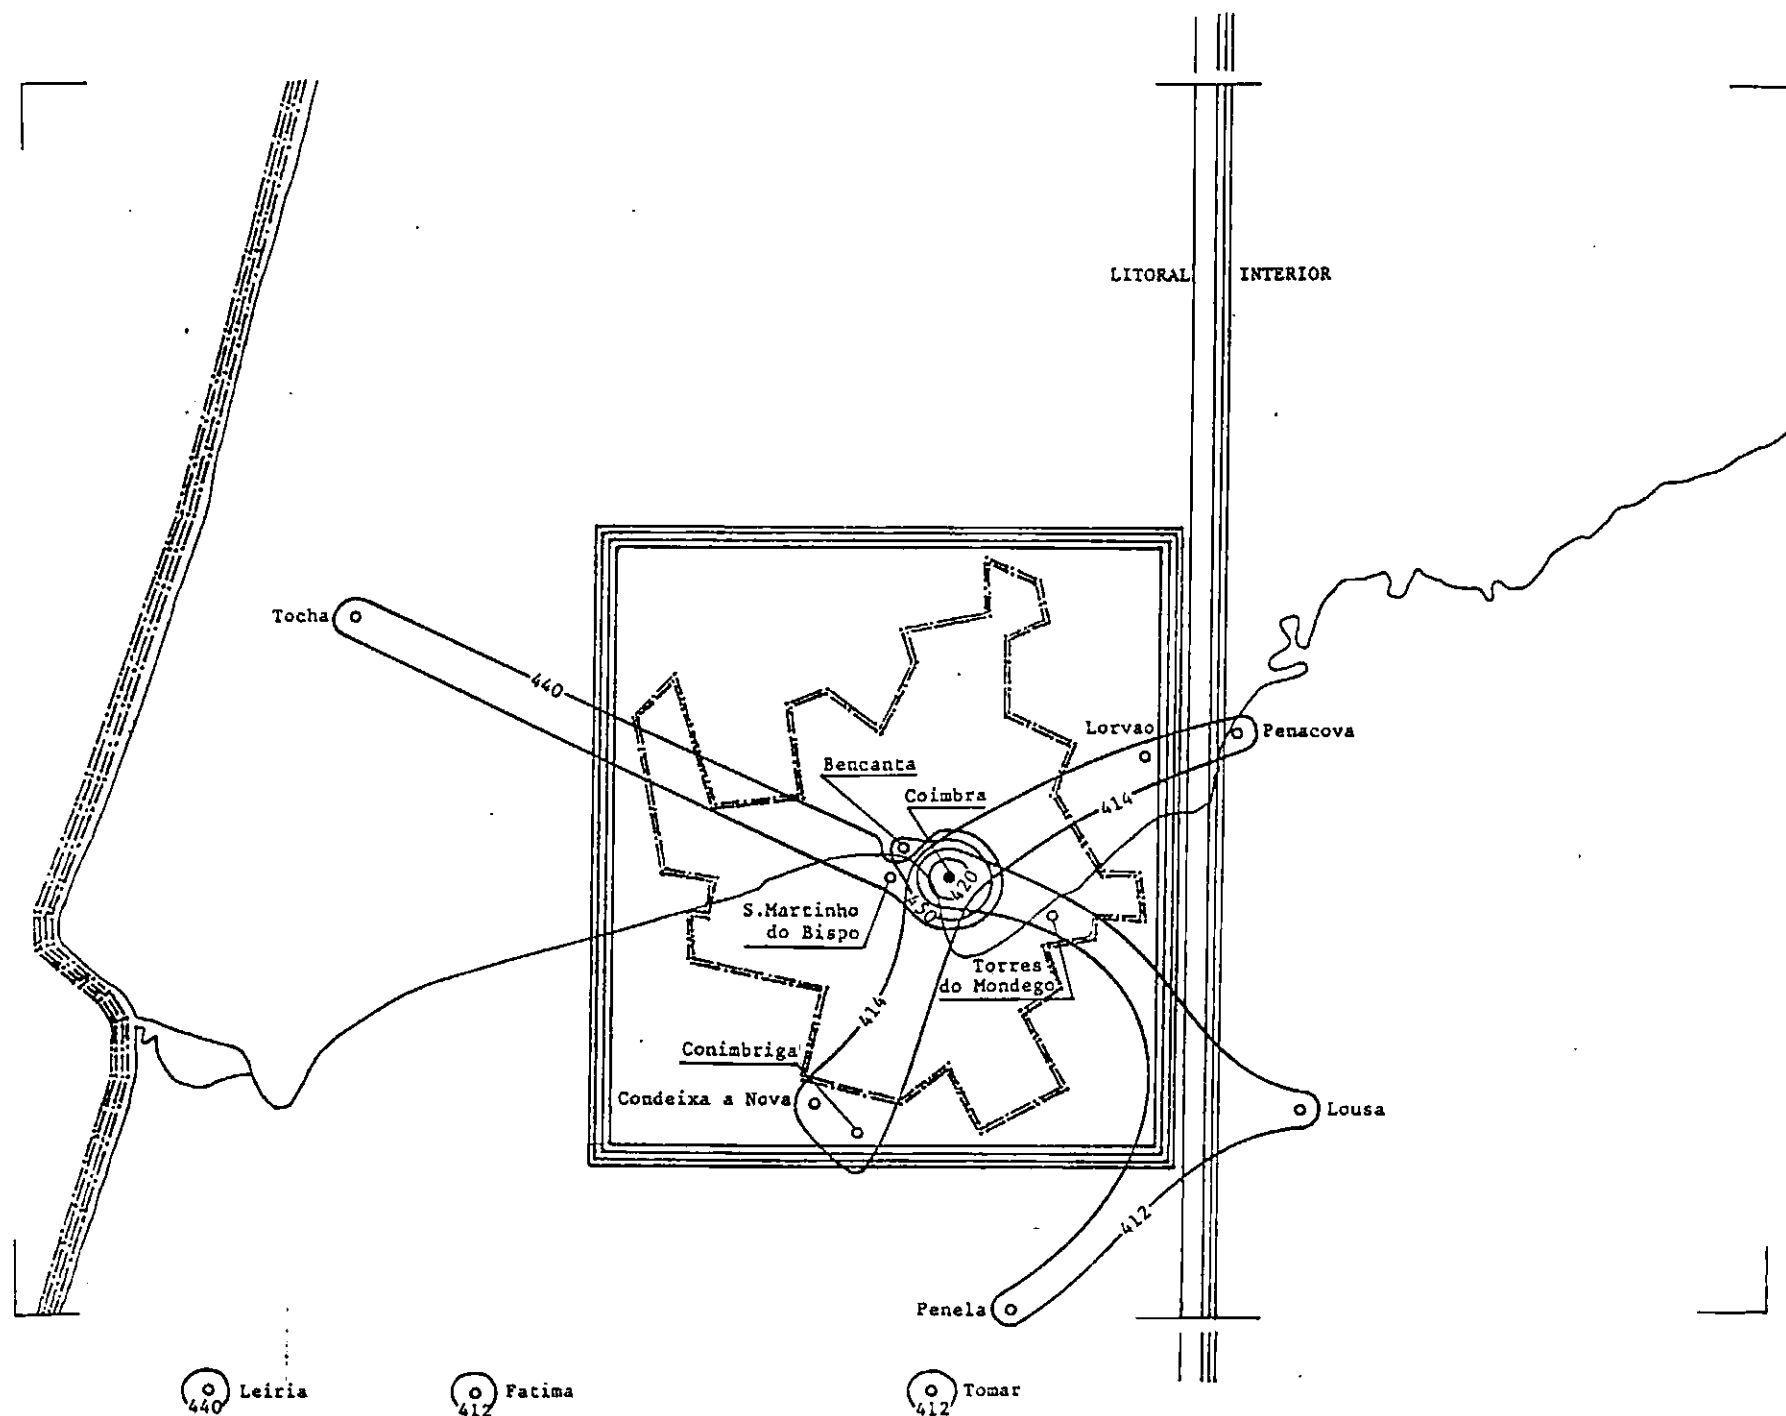 LITORAL INTERIOR
Tocha
440
Lorvao
Penacova
Bencanta
Coimbra
414
420
450
S.Martinho
do Bispo
Torres
do Mondego
414
Conimbriga
Condeixa a Nova
Lousa
412
Penela
Leiria
440
Fatima
412
Tomar
412